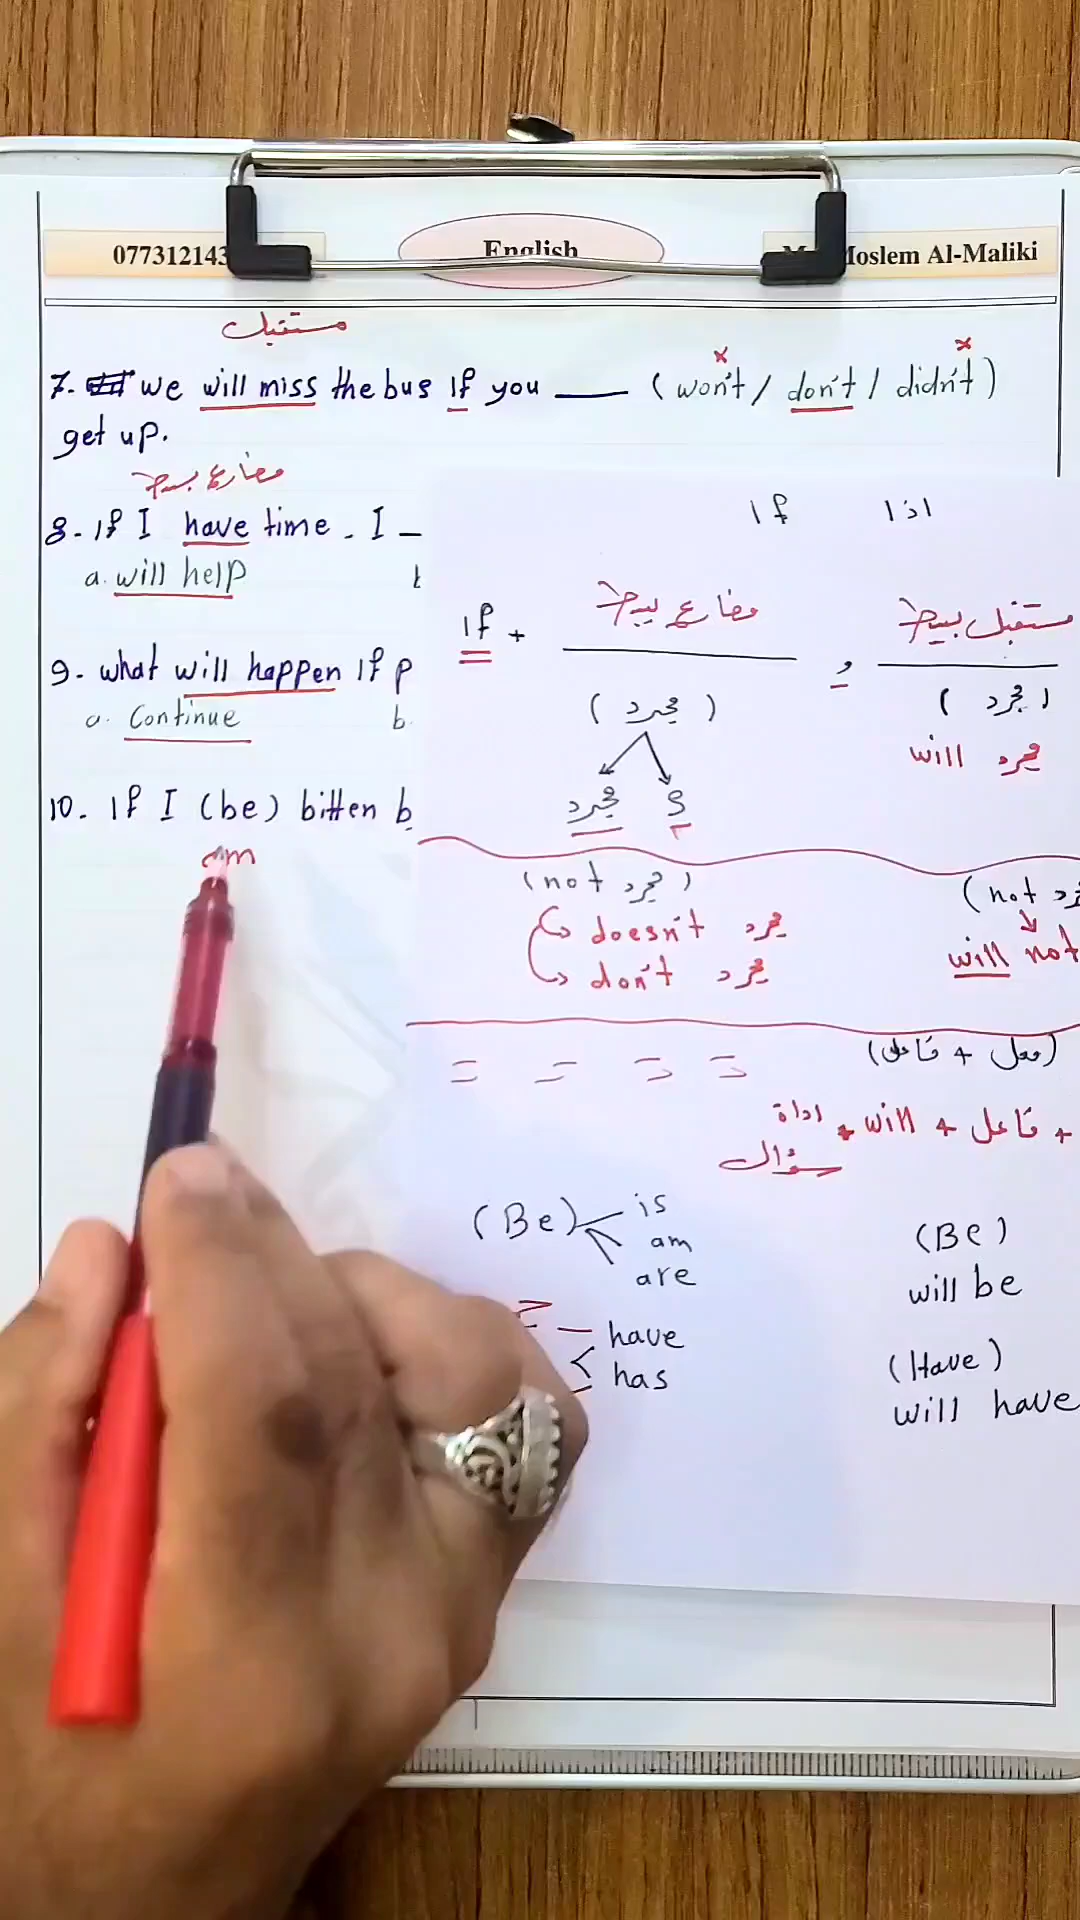 077312143
English
Moslem Al-Maliki
مستقبل
x x
7. we will miss the bus if you ____ (won't / don't / didn't)
get up.
مضارع بسيط
8. If I have time . I _
a. will help
9. what will happen If p
a. Continue b.
10. If I (be) bitten b
am
If اذا
If + مضارع بسيط , مستقبل بسيط
(مجرد) (مجرد)
will مجرد
مجرد s
(not مجرد) (not
doesn't مجرد will not
don't مجرد
(فعل + فاعل)
اداة سؤال + will + فاعل +
(Be) is
am
are
(Be)
will be
have
has
(Have)
will have